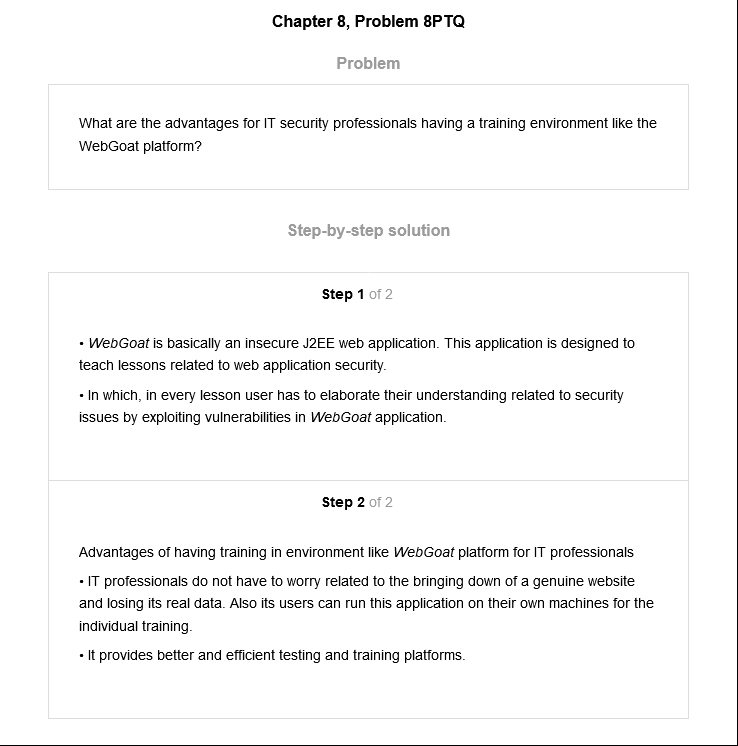 Chapter 8, Problem 8PTQ
Problem
What are the advantages for IT security professionals having a training environment like the
WebGoat platform?
Step-by-step solution
Step 1 of 2
• WebGoat is basically an insecure J2EE web application. This application is designed to
teach lessons related to web application security.
• In which, in every lesson user has to elaborate their understanding related to security
issues by exploiting vulnerabilities in WebGoat application.
Step 2 of 2
Advantages of having training in environment like WebGoat platform for IT professionals
• IT professionals do not have to worry related to the bringing down of a genuine website
and losing its real data. Also its users can run this application on their own machines for the
individual training.
• It provides better and efficient testing and training platforms.